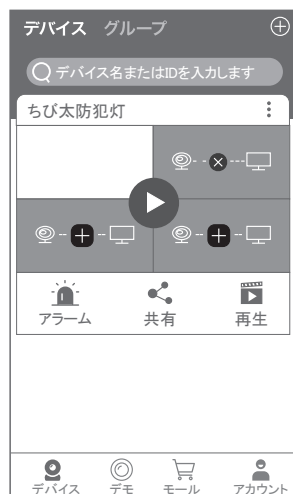 デバイス グループ
デバイス名またはIDを入力します
ちび太防犯灯
アラーム 共有 再生
デバイス デモ モール アカウント